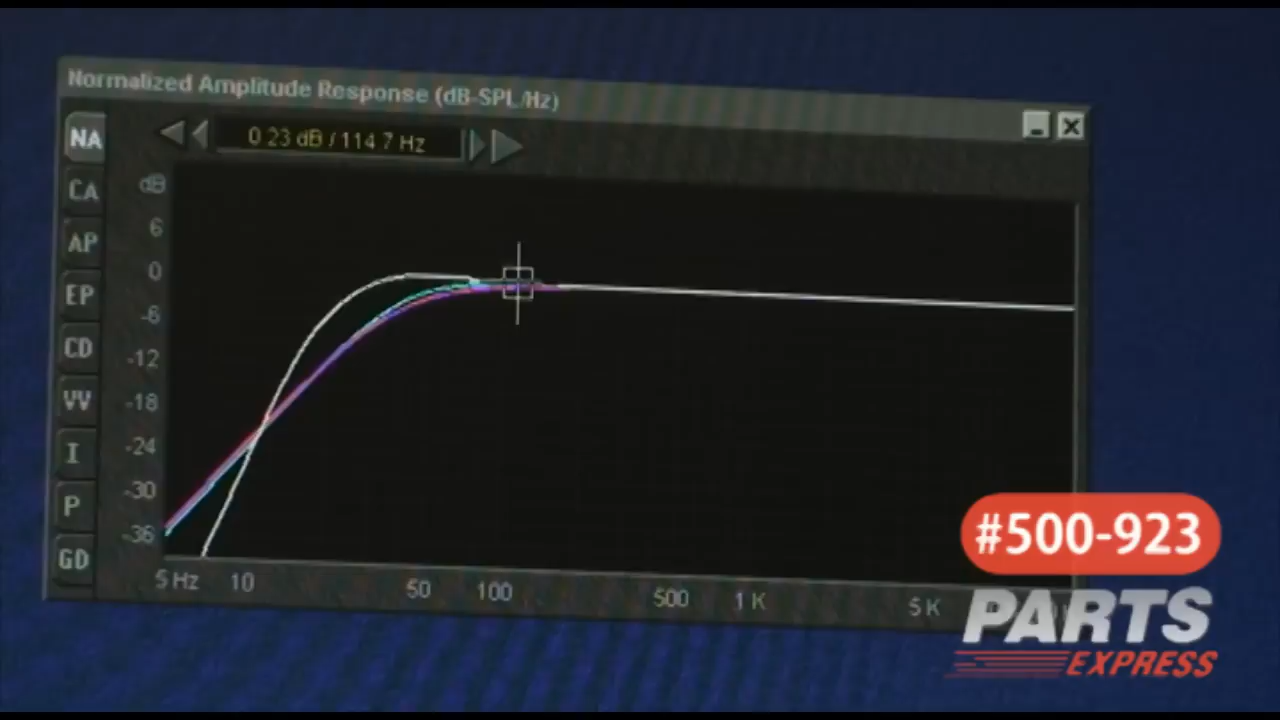 Normalized Amplitude Response (dB-SPL/Hz)
NA
0.23 dB / 114.7 Hz
CA
dB
AP
6
0
EP
-6
CD
-12
VV
-18
I
-24
P
-30
GD
-36
5 Hz 10 50 100 500 1 K 5 K
#500-923
PARTS
EXPRESS